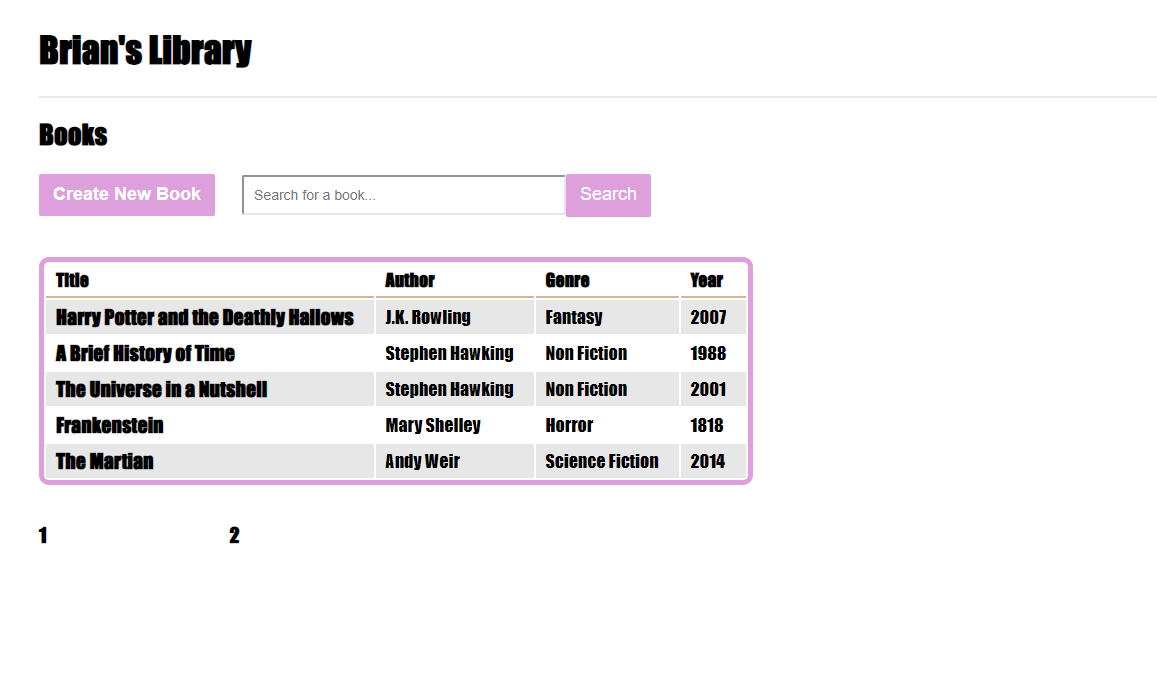 Brian's Library
Books
Create New Book
Search for a book...
Search
Title Author Genre Year
Harry Potter and the Deathly Hallows J.K. Rowling Fantasy 2007
A Brief History of Time Stephen Hawking Non Fiction 1988
The Universe in a Nutshell Stephen Hawking Non Fiction 2001
Frankenstein Mary Shelley Horror 1818
The Martian Andy Weir Science Fiction 2014
1 2